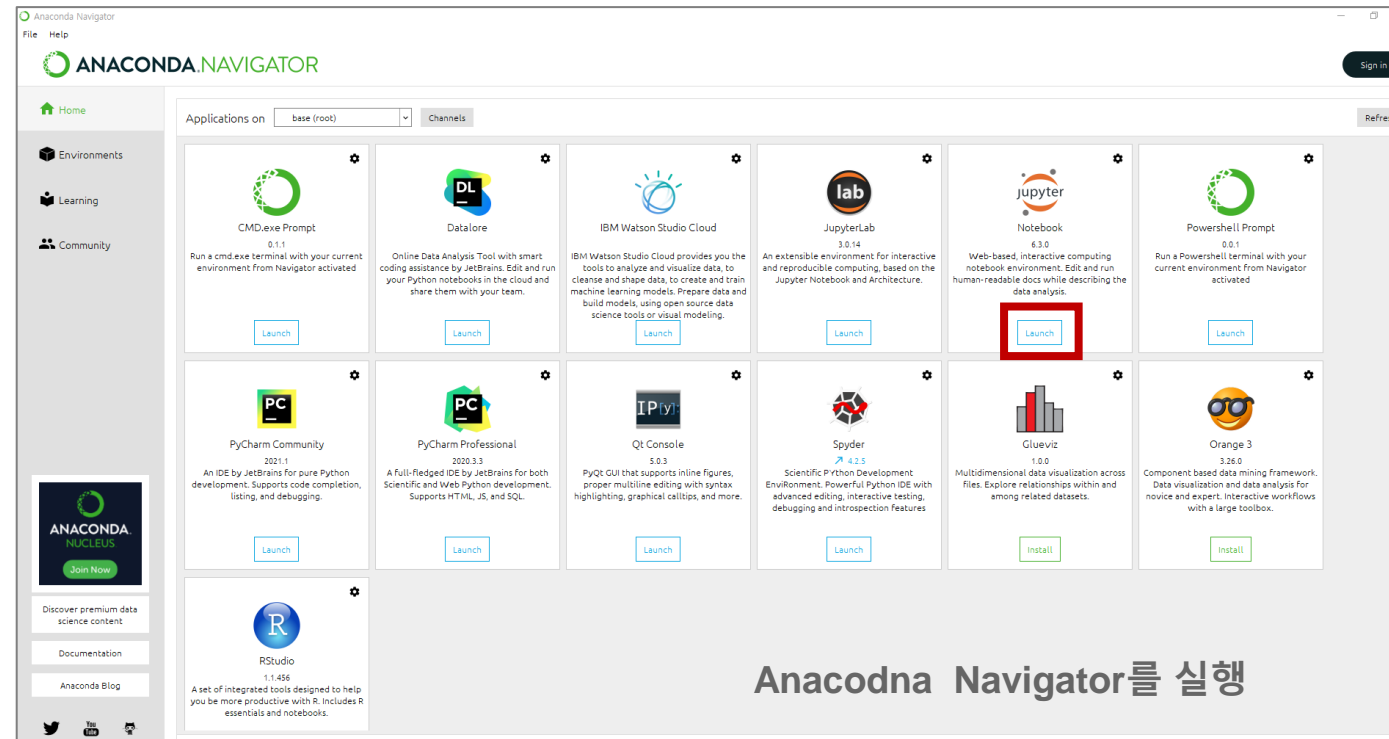 Anaconda Navigator
File Help
ANACONDA.NAVIGATOR
Sign in
Home
Environments
Learning
Community
Applications on base (root) Channels
Refres
CMD.exe Prompt
0.1.1
Run a cmd.exe terminal with your current
environment from Navigator activated
Launch
DL
Datalore
Online Data Analysis Tool with smart
coding assistance by JetBrains. Edit and run
your Python notebooks in the cloud and
share them with your team.
Launch
IBM Watson Studio Cloud
IBM Watson Studio Cloud provides you the
tools to analyze and visualize data, to
cleanse and shape data, to create and train
machine learning models. Prepare data and
build models, using open source data
science tools or visual modeling.
Launch
lab
JupyterLab
3.0.14
An extensible environment for interactive
and reproducible computing, based on the
Jupyter Notebook and Architecture.
Launch
jupyter
Notebook
6.3.0
Web-based, interactive computing
notebook environment. Edit and run
human-readable docs while describing the
data analysis.
Launch
Powershell Prompt
0.0.1
Run a Powershell terminal with your
current environment from Navigator
activated
Launch
PC
PyCharm Community
2021.1
An IDE by JetBrains for pure Python
development. Supports code completion,
listing, and debugging.
Launch
PC
PyCharm Professional
2020.3.3
A full-fledged IDE by JetBrains for both
Scientific and Web Python development.
Supports HTML, JS, and SQL.
Launch
IP[y]:
Qt Console
5.0.3
PyQt GUI that supports inline figures,
proper multiline editing with syntax
highlighting, graphical calltips, and more.
Launch
Spyder
4.2.5
Scientific PYthon Development
EnviRonment. Powerful Python IDE with
advanced editing, interactive testing,
debugging and introspection features
Launch
Glueviz
1.0.0
Multidimensional data visualization across
files. Explore relationships within and
among related datasets.
Install
Orange 3
3.26.0
Component based data mining framework.
Data visualization and data analysis for
novice and expert. Interactive workflows
with a large toolbox.
Install
R
RStudio
1.1.456
A set of integrated tools designed to help
you be more productive with R. Includes R
essentials and notebooks.
ANACONDA.
NUCLEUS
Join Now
Discover premium data
science content
Documentation
Anaconda Blog
You
Tube
Anacodna Navigator를 실행